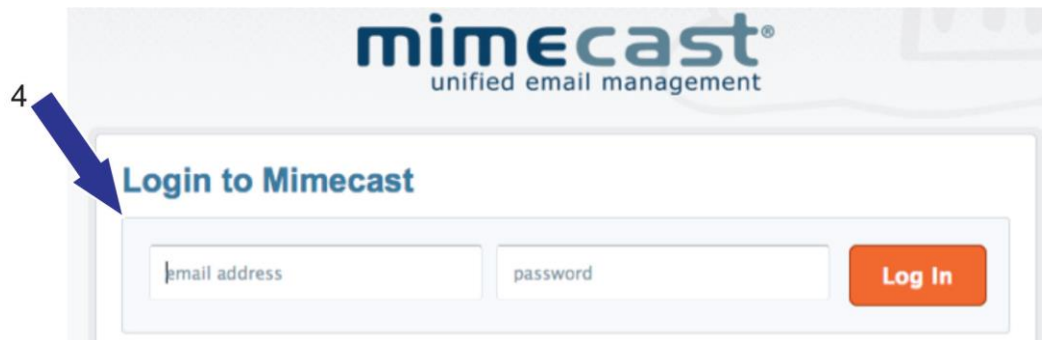 mimecast®
unified email management
4
Login to Mimecast
email address password Log In